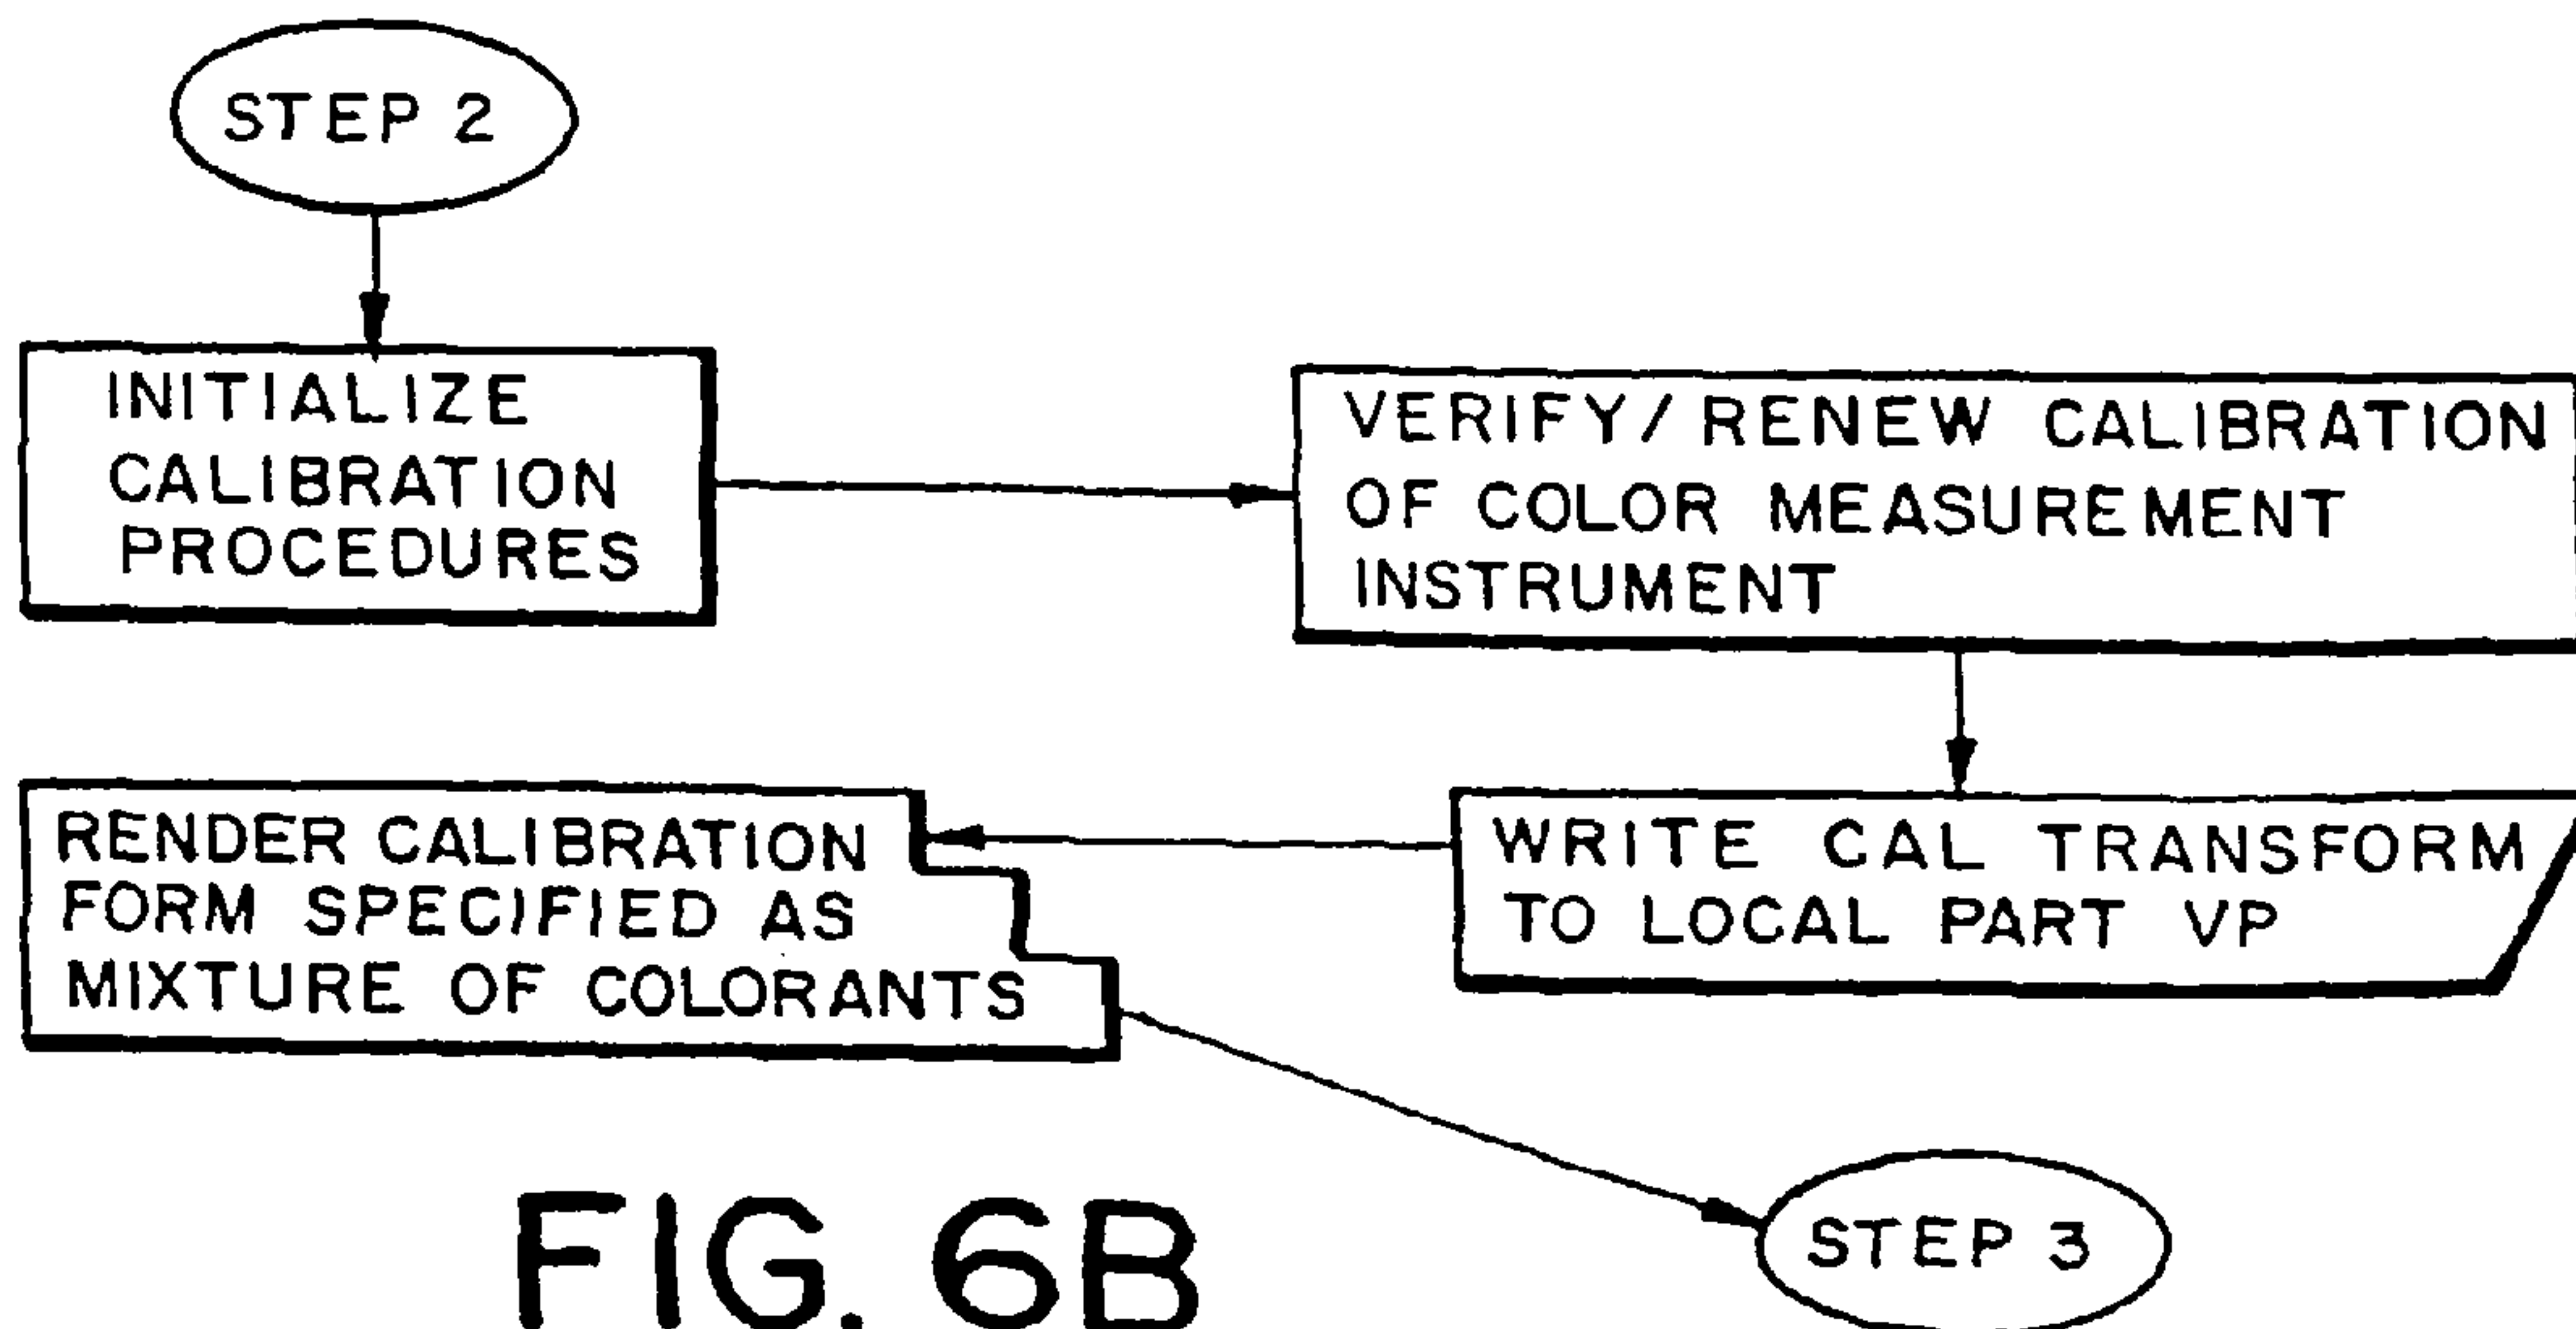 STEP 2
INITIALIZE
CALIBRATION
PROCEDURES
VERIFY/RENEW CALIBRATION
OF COLOR MEASUREMENT
INSTRUMENT
WRITE CAL TRANSFORM
TO LOCAL PART VP
RENDER CALIBRATION
FORM SPECIFIED AS
MIXTURE OF COLORANTS
STEP 3
FIG. 6B